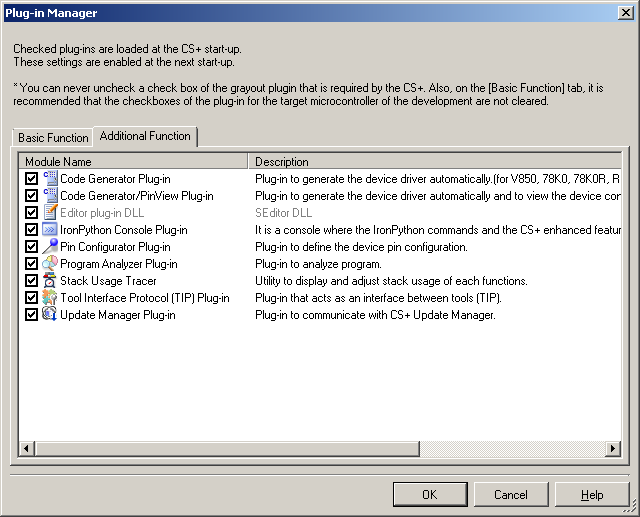 Plug-in Manager
Checked plug-ins are loaded at the CS+ start-up.
These settings are enabled at the next start-up.
* You can never uncheck a check box of the grayout plugin that is required by the CS+. Also, on the [Basic Function] tab, it is
recommended that the checkboxes of the plug-in for the target microcontroller of the development are not cleared.
Basic Function Additional Function
Module Name Description
Code Generator Plug-in Plug-in to generate the device driver automatically.(for V850, 78K0, 78K0R, R
Code Generator/PinView Plug-in Plug-in to generate the device driver automatically and to view the device con
Editor plug-in DLL SEditor DLL
IronPython Console Plug-in It is a console where the IronPython commands and the CS+ enhanced featur
Pin Configurator Plug-in Plug-in to define the device pin configuration.
Program Analyzer Plug-in Plug-in to analyze program.
Stack Usage Tracer Utility to display and adjust stack usage of each functions.
Tool Interface Protocol (TIP) Plug-in Plug-in that acts as an interface between tools (TIP).
Update Manager Plug-in Plug-in to communicate with CS+ Update Manager.
OK Cancel Help